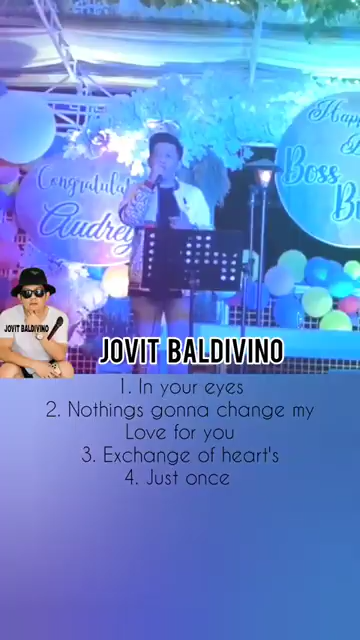 Congratulat
Audrey
Happ
Boss
B
JOVIT BALDIVINO
JOVIT BALDIVINO
1. In your eyes
2. Nothings gonna change my
Love for you
3. Exchange of heart's
4. Just once